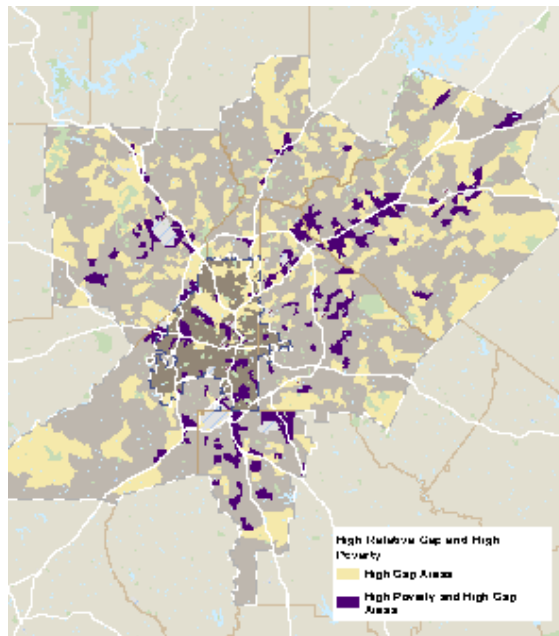 High Relative Gap and High
Poverty
High Gap Areas
High Poverty and High Gap
Areas